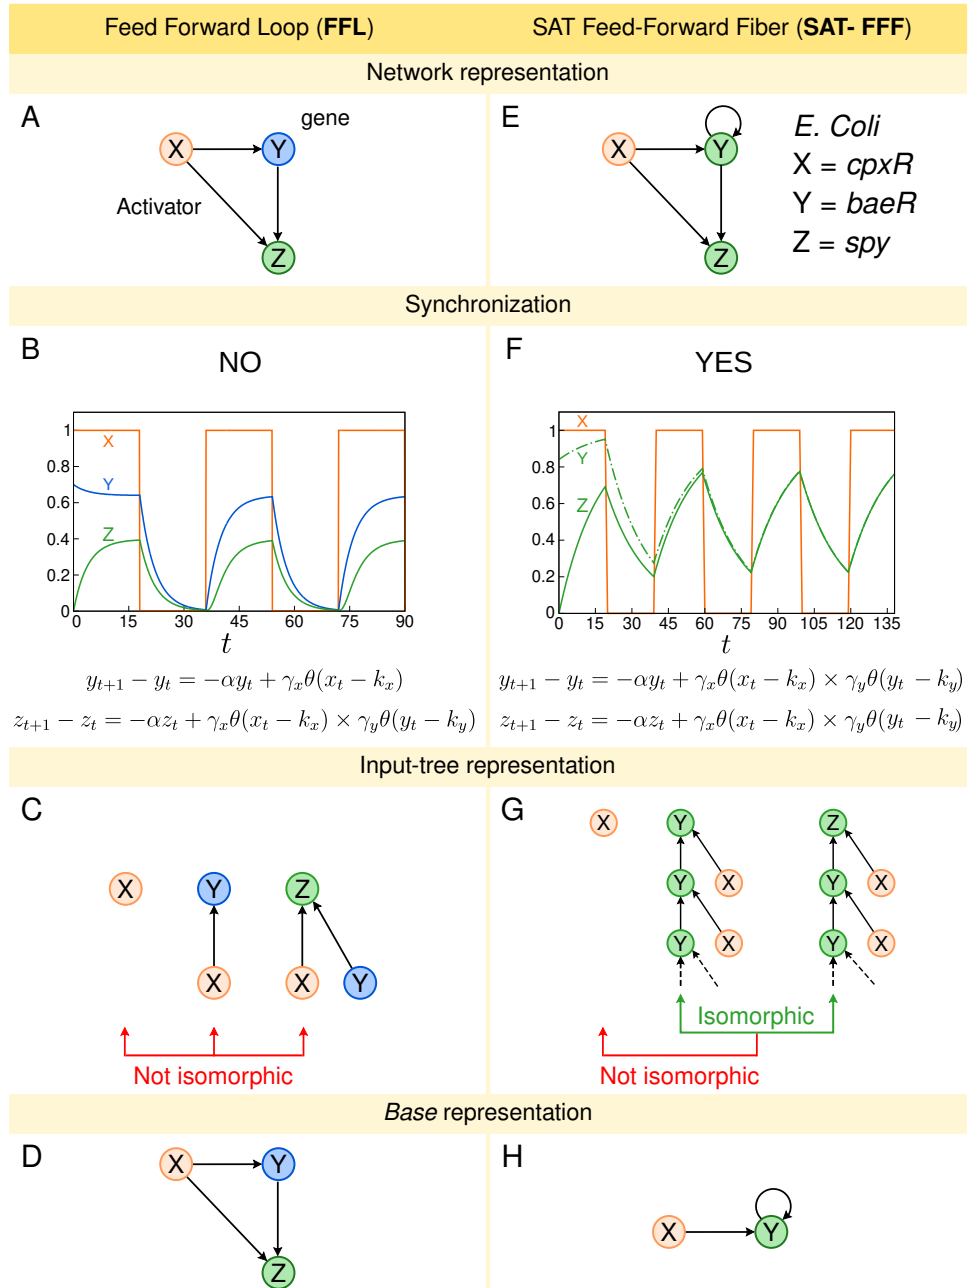 Feed Forward Loop (FFL)
SAT Feed-Forward Fiber (SAT- FFF)
Network representation
A
gene
X
Y
Activator
Z
E
X
Y
Z
E. Coli
X = cpxR
Y = baeR
Z = spy
Synchronization
B
NO
1
0.8
0.6
0.4
0.2
0
X
Y
Z
0 15 30 45 60 75 90
t
y_{t+1} − y_t = −αy_t + γ_xθ(x_t − k_x)
z_{t+1} − z_t = −αz_t + γ_xθ(x_t − k_x) × γ_yθ(y_t − k_y)
F
YES
1
0.8
0.6
0.4
0.2
0
X
Y
Z
0 15 30 45 60 75 90 105 120 135
t
y_{t+1} − y_t = −αy_t + γ_xθ(x_t − k_x) × γ_yθ(y_t − k_y)
z_{t+1} − z_t = −αz_t + γ_xθ(x_t − k_x) × γ_yθ(y_t − k_y)
Input-tree representation
C
X Y Z
X X Y
Not isomorphic
G
X Y Z
Y X Y X
Y X Y X
Isomorphic
Not isomorphic
Base representation
D
X Y
Z
H
X Y